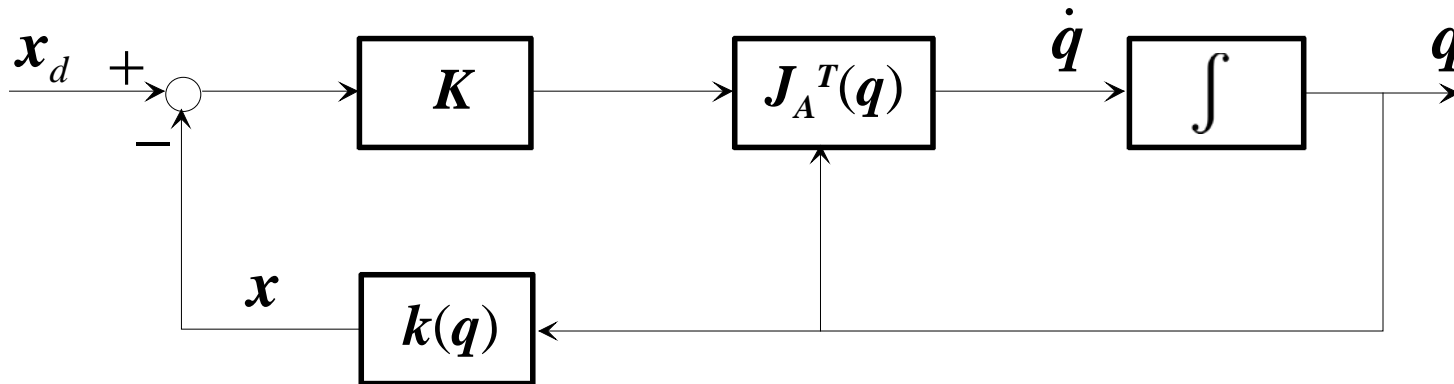 x_d + − K J_A^T(q) q̇ ∫ q
x k(q)